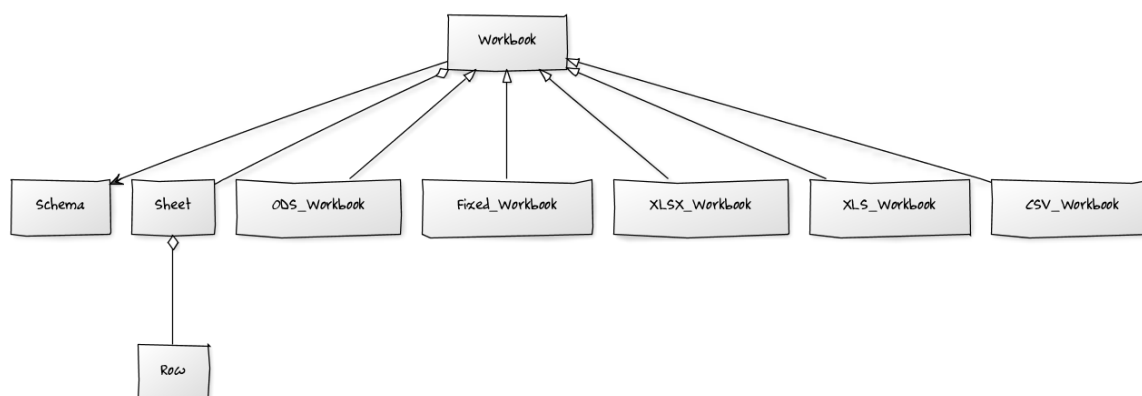 Workbook
Schema
Sheet
ODS_Workbook
Fixed_Workbook
XLSX_Workbook
XLS_Workbook
CSV_Workbook
Row